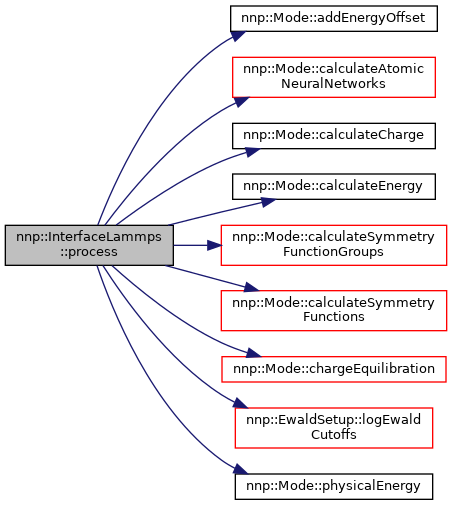 nnp::Mode::addEnergyOffset
nnp::Mode::calculateAtomic
NeuralNetworks
nnp::Mode::calculateCharge
nnp::Mode::calculateEnergy
nnp::InterfaceLammps
::process
nnp::Mode::calculateSymmetry
FunctionGroups
nnp::Mode::calculateSymmetry
Functions
nnp::Mode::chargeEquilibration
nnp::EwaldSetup::logEwald
Cutoffs
nnp::Mode::physicalEnergy